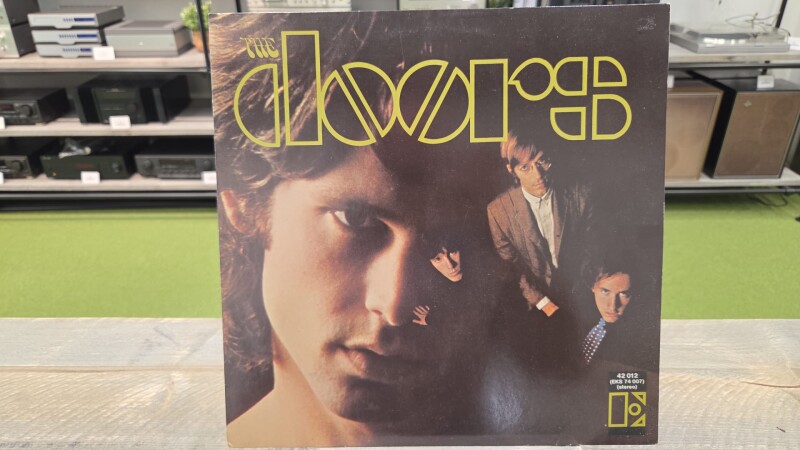 THE
doors
42 012
(EKS 74 007)
(stereo)